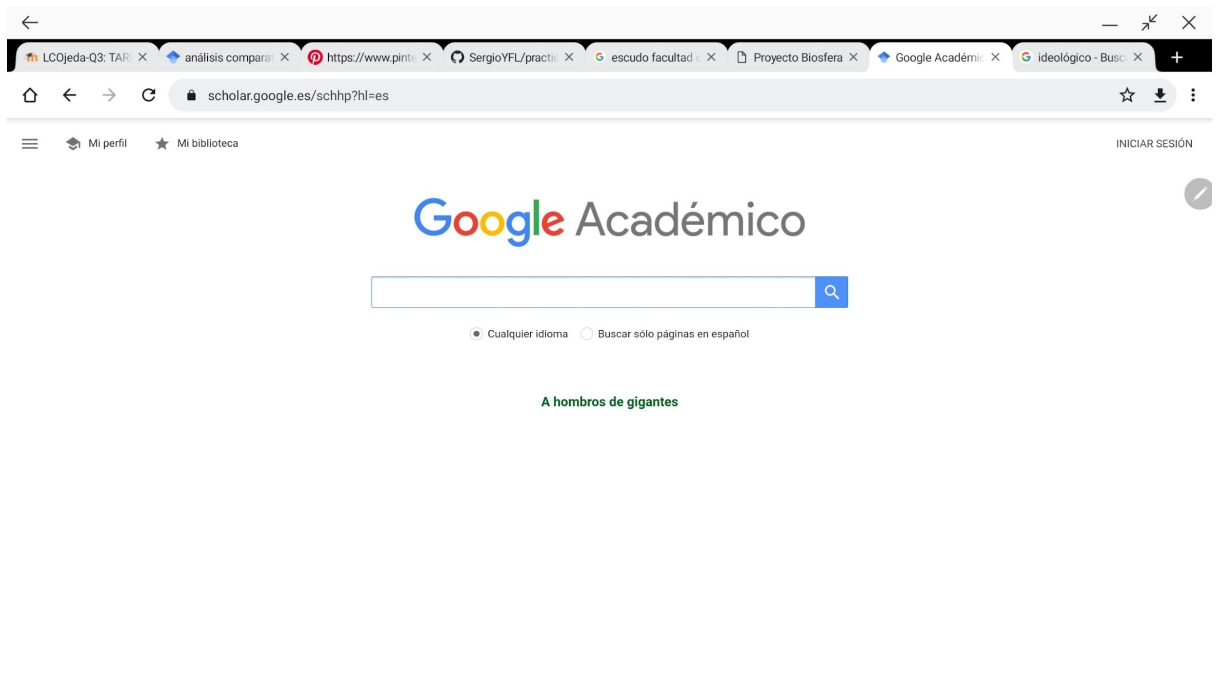 LCOjeda-Q3: TAR
análisis comparat
https://www.pinte
SergioYFL/practic
escudo facultad
Proyecto Biosfera
Google Académic
ideológico - Busc
scholar.google.es/schhp?hl=es
Mi perfil
Mi biblioteca
INICIAR SESIÓN
Google Académico
Cualquier idioma
Buscar sólo páginas en español
A hombros de gigantes